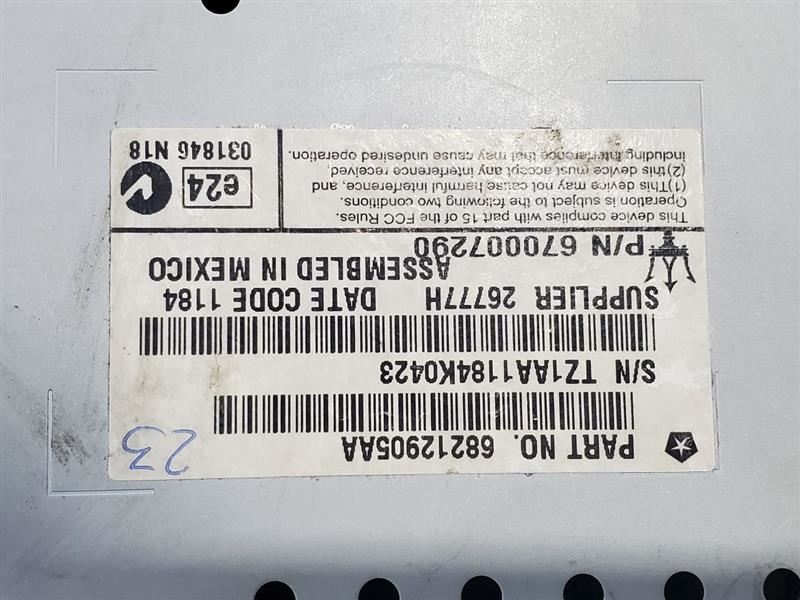 PART NO. 68212905AA
S/N TZ1AA1184K0423
SUPPLIER 26777H DATE CODE 1184
ASSEMBLED IN MEXICO
P/N 670007290
This device complies with part 15 of the FCC Rules.
Operation is subject to the following two conditions.
(1)This device may not cause harmful interference, and
(2)this device must accept any interference received,
including interference that may cause undesired operation.
e24
031846 N18
23